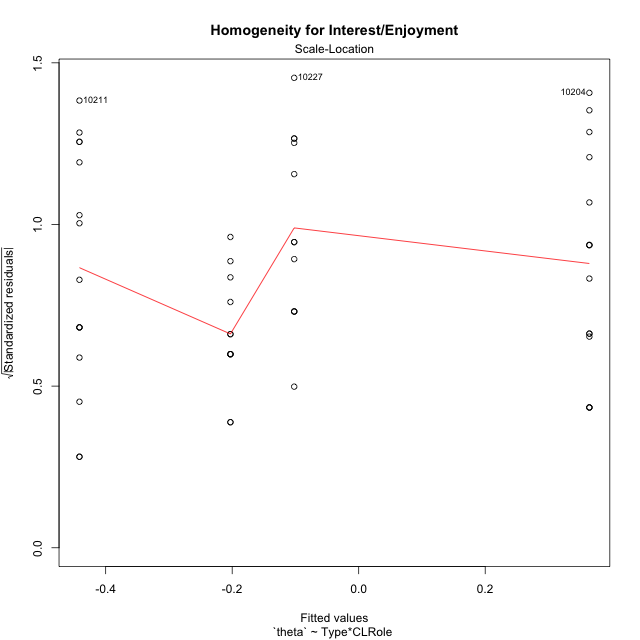 Homogeneity for Interest/Enjoyment
Scale-Location
1.5
1.0
0.5
0.0
√|Standardized residuals|
10211
10227
10204
-0.4
-0.2
0.0
0.2
Fitted values
`theta` ~ Type*CLRole